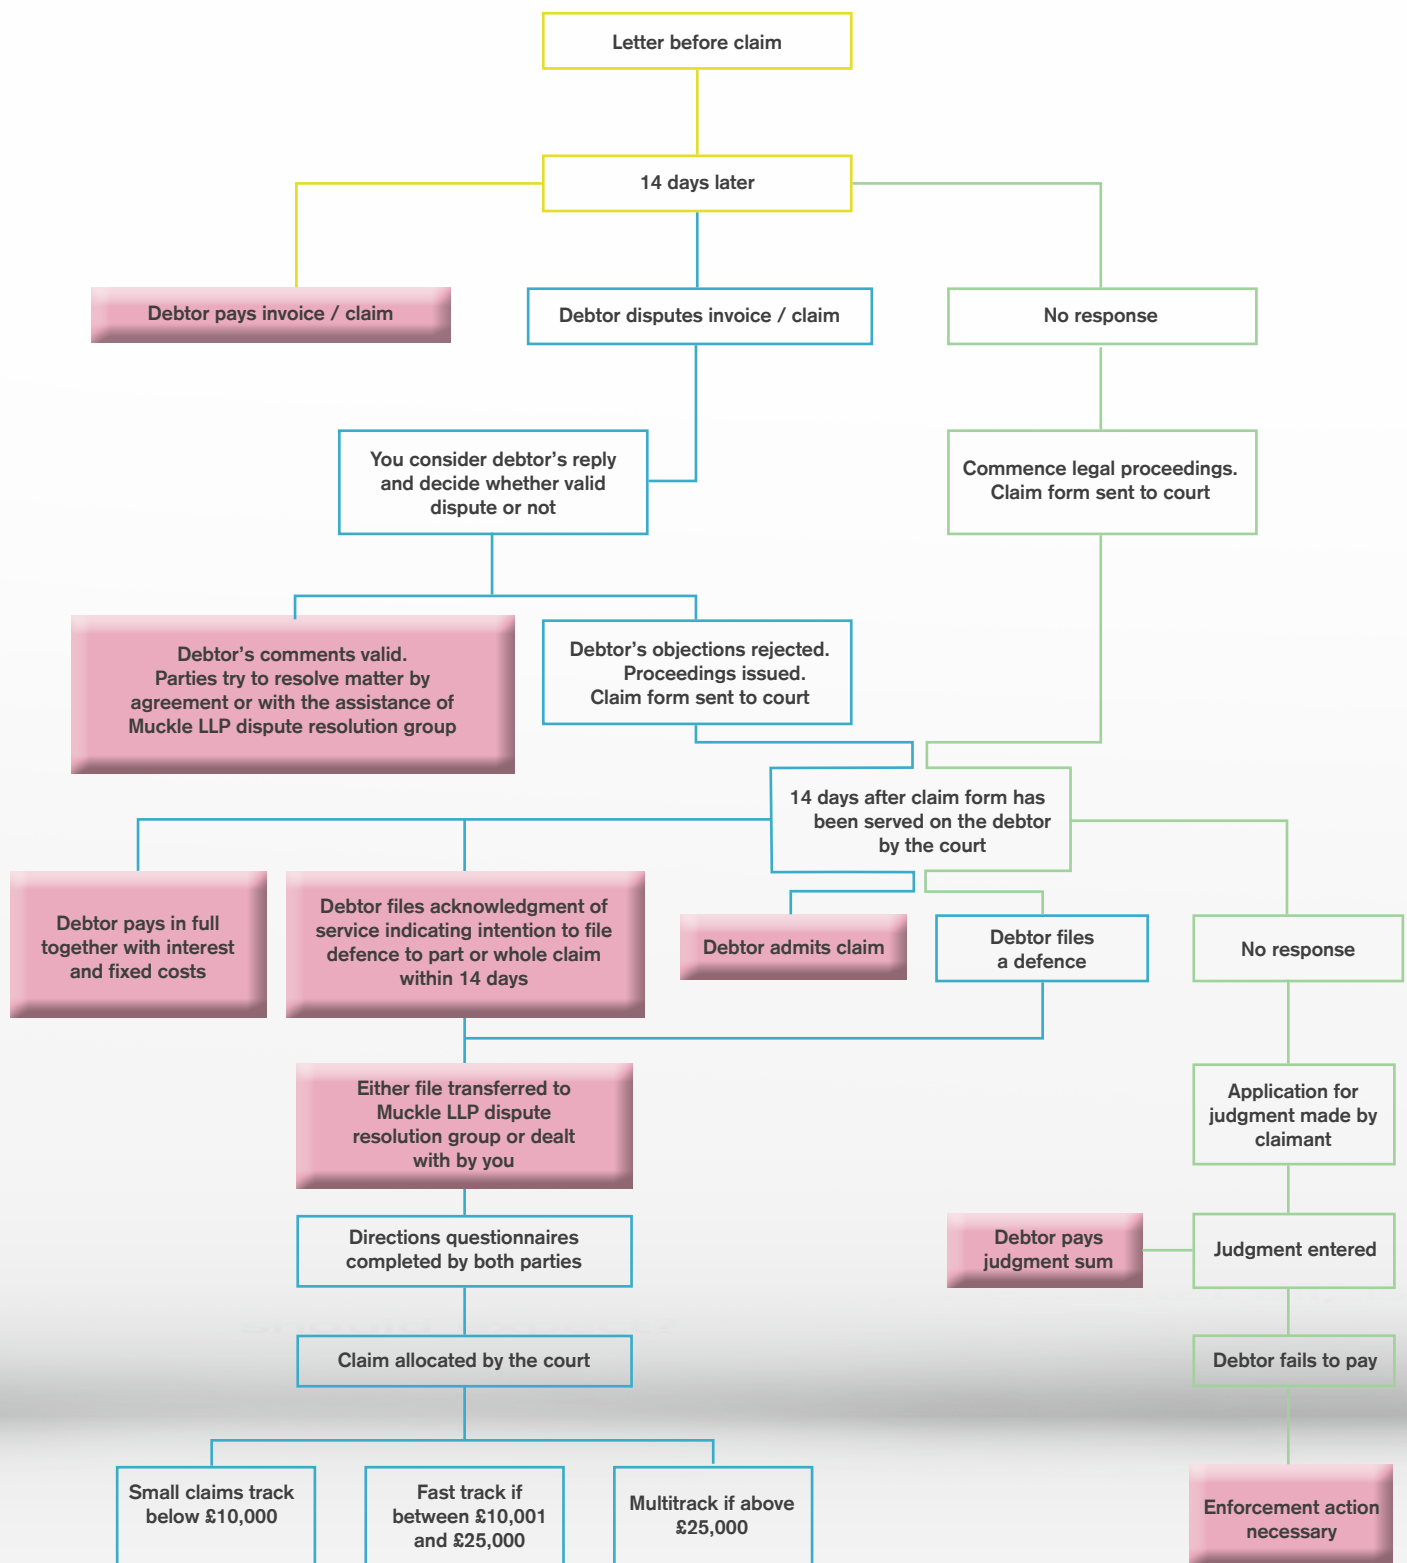 Letter before claim
14 days later
Debtor pays invoice / claim
Debtor disputes invoice / claim
No response
You consider debtor's reply
and decide whether valid
dispute or not
Commence legal proceedings.
Claim form sent to court
Debtor's comments valid.
Parties try to resolve matter by
agreement or with the assistance of
Muckle LLP dispute resolution group
Debtor's objections rejected.
Proceedings issued.
Claim form sent to court
14 days after claim form has
been served on the debtor
by the court
Debtor pays in full
together with interest
and fixed costs
Debtor files acknowledgment of
service indicating intention to file
defence to part or whole claim
within 14 days
Debtor admits claim
Debtor files
a defence
No response
Either file transferred to
Muckle LLP dispute
resolution group or dealt
with by you
Application for
judgment made by
claimant
Directions questionnaires
completed by both parties
Debtor pays
judgment sum
Judgment entered
Claim allocated by the court
Debtor fails to pay
Small claims track
below £10,000
Fast track if
between £10,001
and £25,000
Multitrack if above
£25,000
Enforcement action
necessary